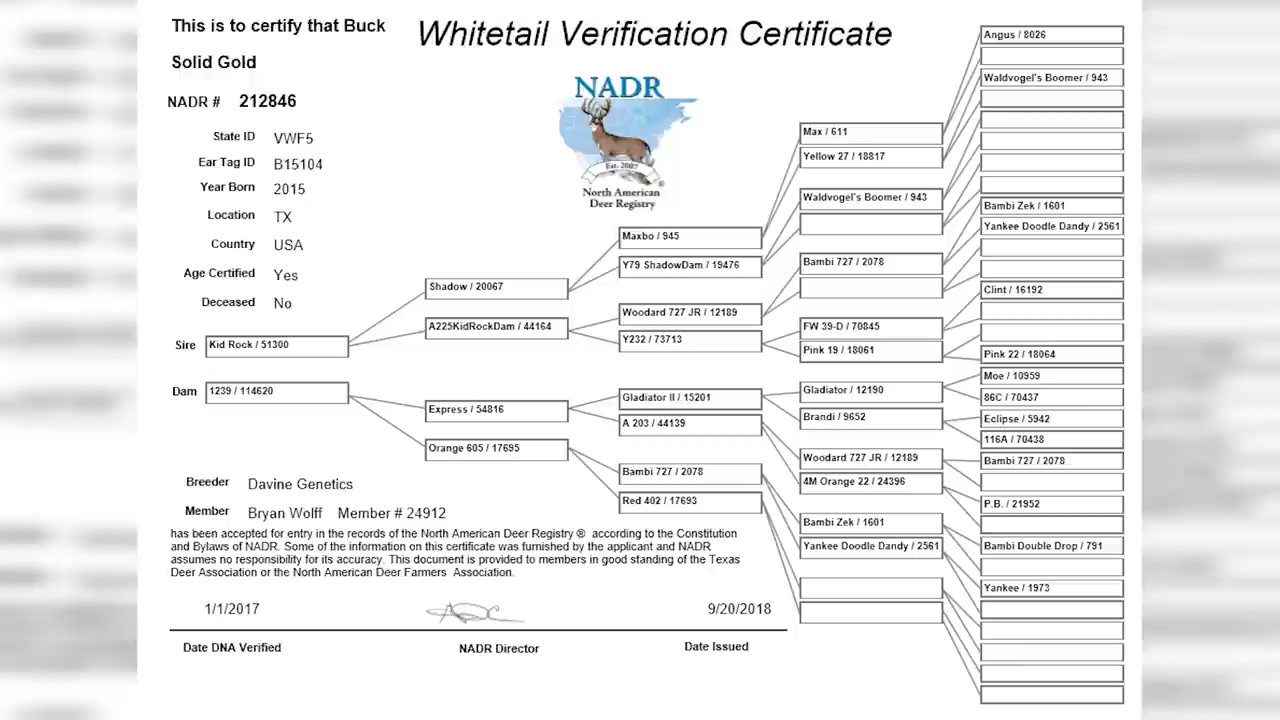 This is to certify that Buck
Whitetail Verification Certificate
Solid Gold
NADR # 212846
State ID VWF5
Ear Tag ID B15104
Year Born 2015
Location TX
Country USA
Age Certified Yes
Deceased No
NADR
Est. 2007
North American
Deer Registry
Sire Kid Rock / 51300
Dam 1239 / 114620
Shadow / 20067
A225KidRockDam / 44164
Express / 54816
Orange 605 / 17695
Maxbo / 945
Y79 ShadowDam / 19476
Woodard 727 JR / 12189
Y232 / 73713
Gladiator II / 15201
A 203 / 44139
Bambi 727 / 2078
Red 402 / 17693
Max / 611
Yellow 27 / 18817
Waldvogel's Boomer / 943
Bambi 727 / 2078
FW 39-D / 70845
Pink 19 / 18061
Gladiator / 12190
Brandi / 9652
Woodard 727 JR / 12189
4M Orange 22 / 24396
Bambi Zek / 1601
Yankee Doodle Dandy / 2561
Angus / 8026
Waldvogel's Boomer / 943
Bambi Zek / 1601
Yankee Doodle Dandy / 2561
Clint / 16192
Pink 22 / 18064
Moe / 10959
86C / 70437
Eclipse / 5942
116A / 70438
Bambi 727 / 2078
P.B. / 21952
Bambi Double Drop / 791
Yankee / 1973
Breeder Davine Genetics
Member Bryan Wolff Member # 24912
has been accepted for entry in the records of the North American Deer Registry ® according to the Constitution
and Bylaws of NADR. Some of the information on this certificate was furnished by the applicant and NADR
assumes no responsibility for its accuracy. This document is provided to members in good standing of the Texas
Deer Association or the North American Deer Farmers Association.
1/1/2017 9/20/2018
Date DNA Verified NADR Director Date Issued